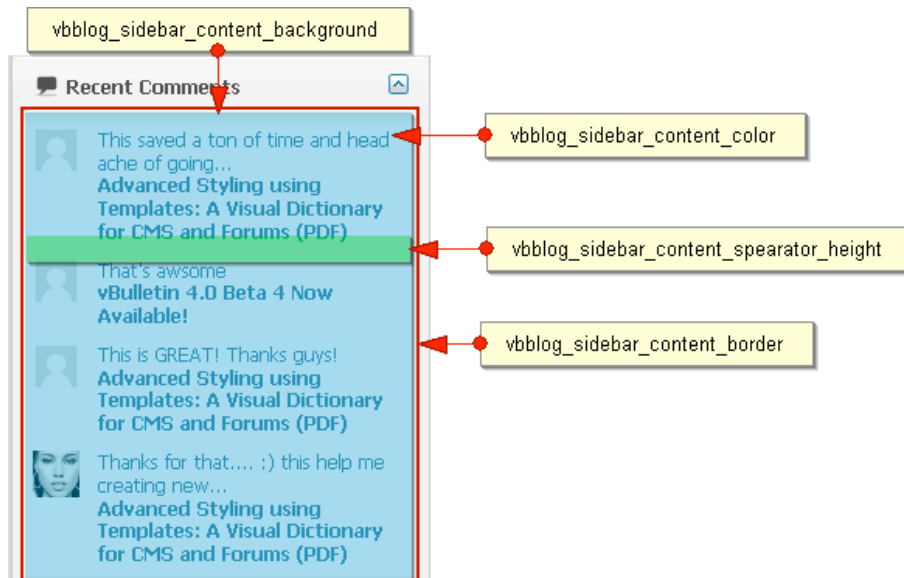 vbblog_sidebar_content_background
Recent Comments
This saved a ton of time and head
ache of going...
Advanced Styling using
Templates: A Visual Dictionary
for CMS and Forums (PDF)
That's awsome
vBulletin 4.0 Beta 4 Now
Available!
This is GREAT! Thanks guys!
Advanced Styling using
Templates: A Visual Dictionary
for CMS and Forums (PDF)
Thanks for that.... :) this help me
creating new...
Advanced Styling using
Templates: A Visual Dictionary
for CMS and Forums (PDF)
vbblog_sidebar_content_color
vbblog_sidebar_content_spearator_height
vbblog_sidebar_content_border